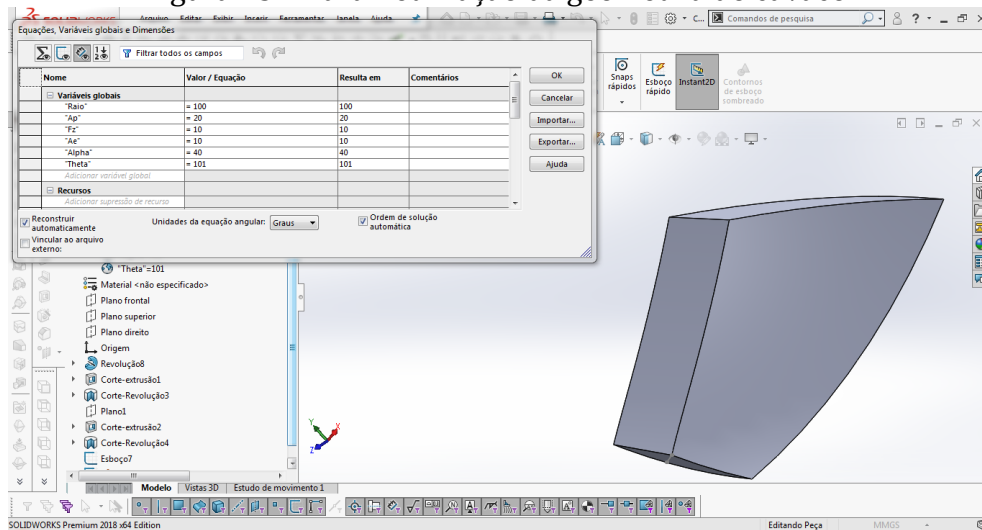 SOLIDWORKS Arquivo Editar Exibir Inserir Ferramentas Janela Ajuda
Comandos de pesquisa
Equações, Variáveis globais e Dimensões
Filtrar todos os campos
Nome Valor / Equação Resulta em Comentários
Variáveis globais
"Raio" = 100 100
"Ap" = 20 20
"Fz" = 10 10
"Ae" = 10 10
"Alpha" = 40 40
"Theta" = 101 101
Adicionar variável global
Recursos
Adicionar supressão de recurso
OK
Cancelar
Importar...
Exportar...
Ajuda
Reconstruir
automaticamente
Unidades da equação angular: Graus
Ordem de solução
automática
Vincular ao arquivo
externo:
Snaps
rápidos
Esboço
rápido
Instant2D
Contornos
de esboço
sombreado
"Theta"=101
Material <não especificado>
Plano frontal
Plano superior
Plano direito
Origem
Revolução8
Corte-extrusão1
Corte-Revolução3
Plano1
Corte-extrusão2
Corte-Revolução4
Esboço7
Y
X
Z
Modelo Vistas 3D Estudo de movimento 1
SOLIDWORKS Premium 2018 x64 Edition
Editando Peça MMGS